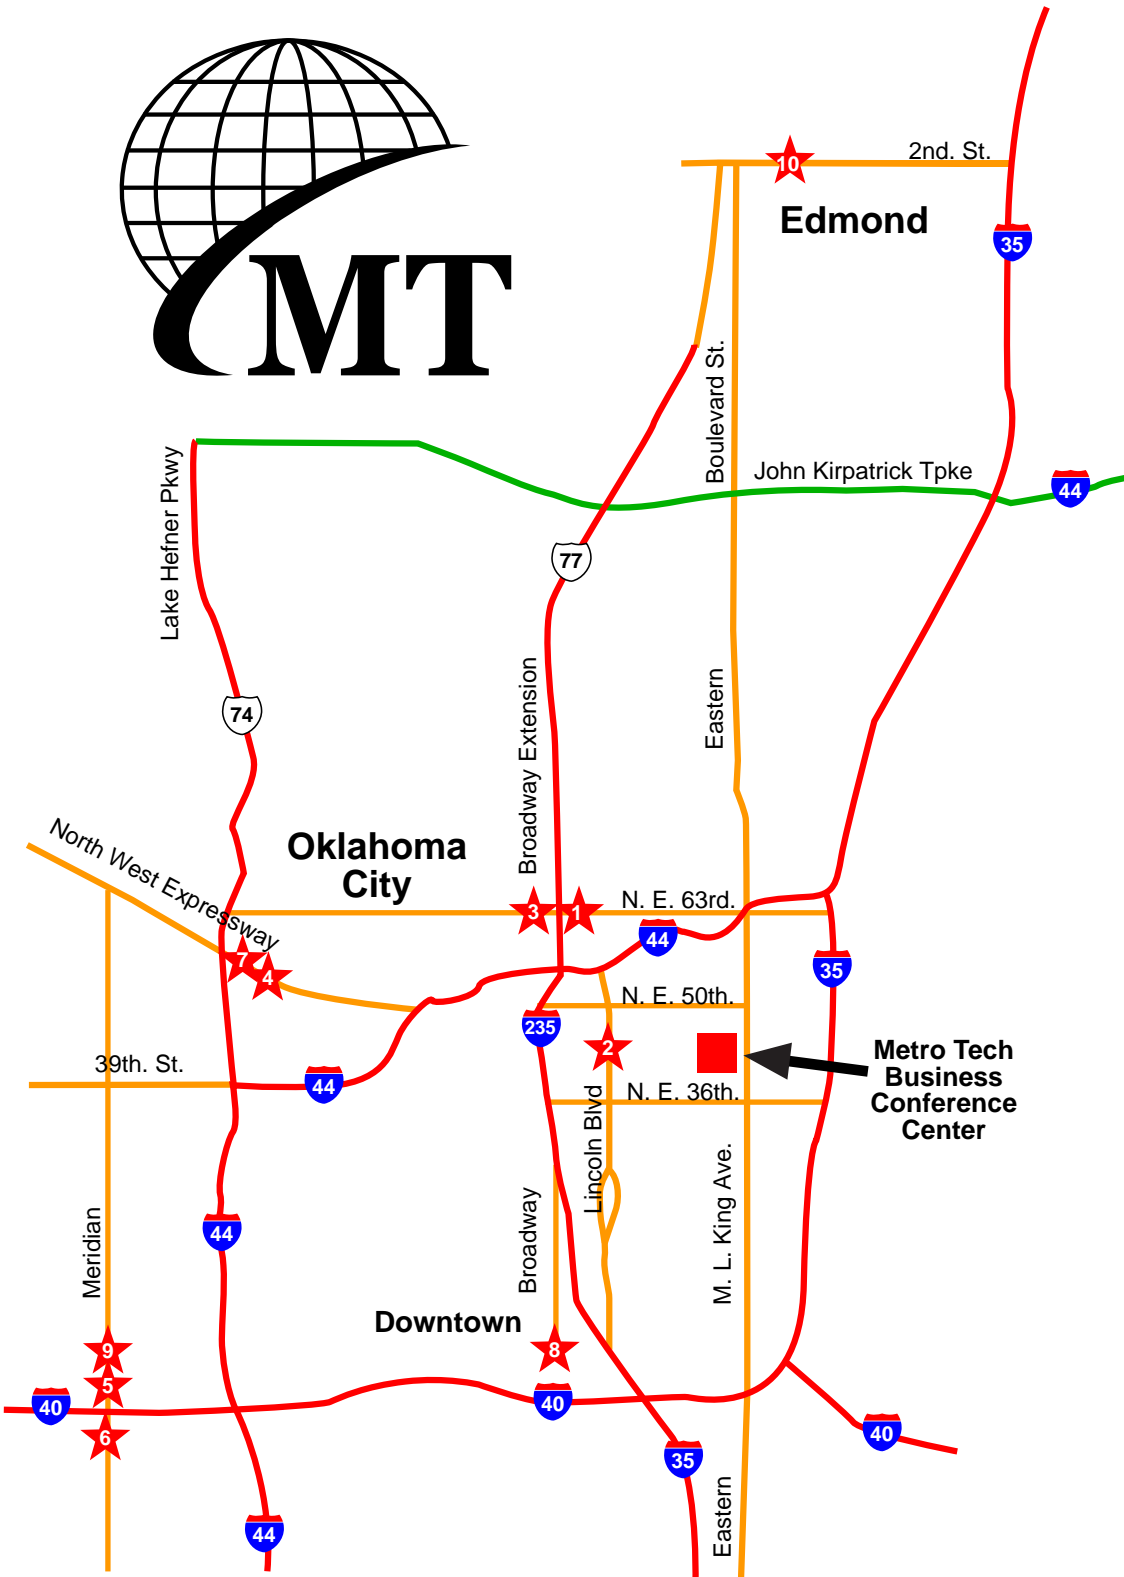 MT
2nd. St.
10
Edmond
35
Boulevard St.
John Kirpatrick Tpke
44
Lake Hefner Pkwy
77
74
Broadway Extension
Eastern
North West Expressway
Oklahoma
City
3
1
N. E. 63rd.
44
7
4
35
N. E. 50th.
235
2
39th. St.
44
N. E. 36th.
Metro Tech
Business
Conference
Center
Lincoln Blvd
M. L. King Ave.
Broadway
Meridian
44
Downtown
9
8
5
40
40
6
40
35
Eastern
44